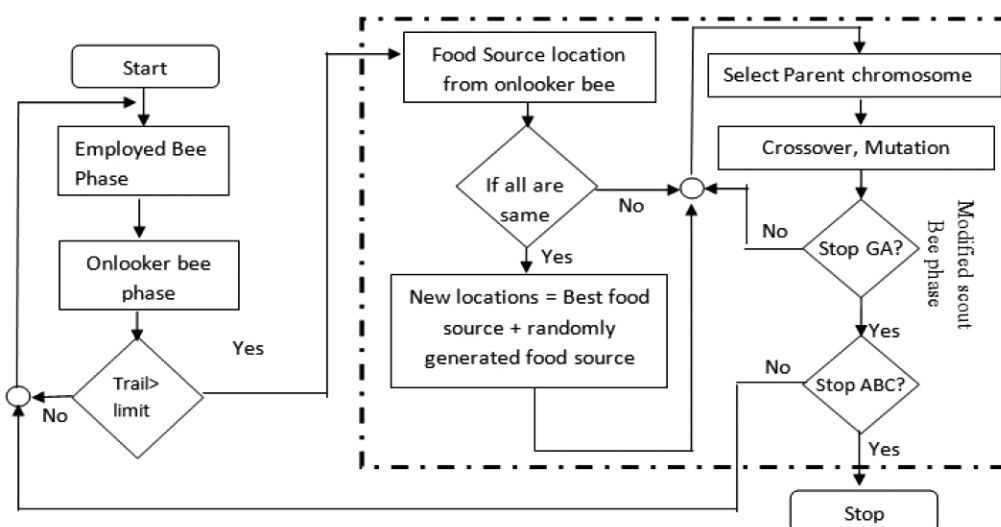 Start
Employed Bee
Phase
Onlooker bee
phase
Trail>
limit
No
Yes
Food Source location
from onlooker bee
If all are
same
No
Yes
New locations = Best food
source + randomly
generated food source
Select Parent chromosome
Crossover, Mutation
Stop GA?
No
Yes
Stop ABC?
No
Yes
Stop
Modified scout
Bee phase